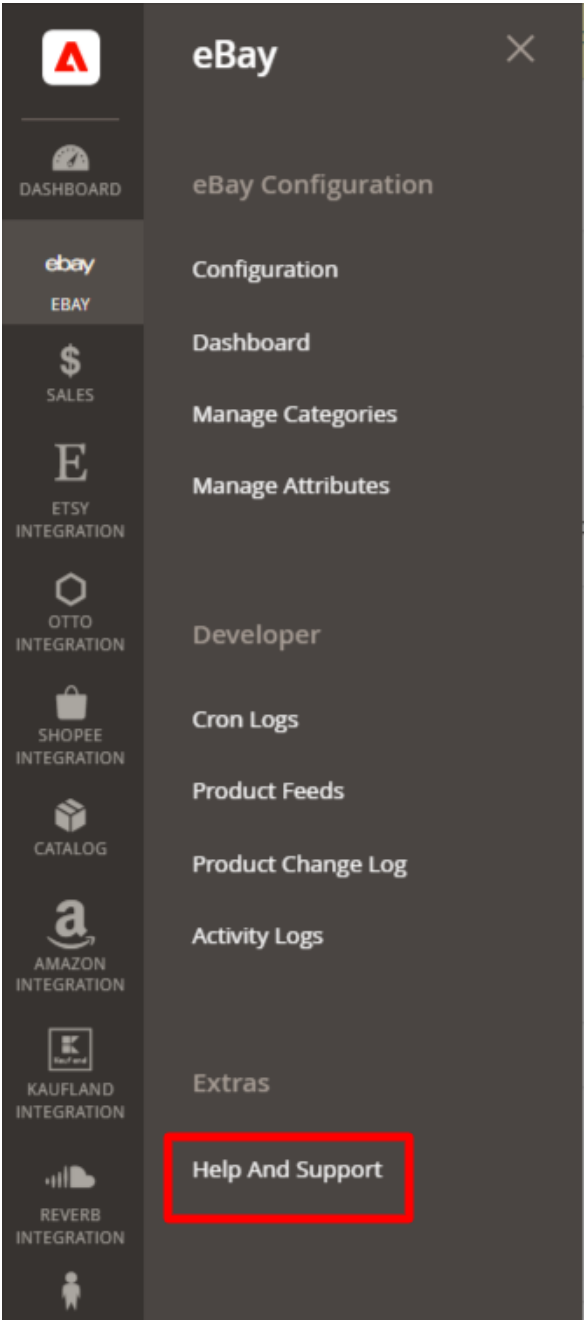 DASHBOARD
ebay
EBAY
$
SALES
E
ETSY
INTEGRATION
OTTO
INTEGRATION
SHOPEE
INTEGRATION
CATALOG
a
AMAZON
INTEGRATION
K
Kaufland
KAUFLAND
INTEGRATION
REVERB
INTEGRATION
eBay
eBay Configuration
Configuration
Dashboard
Manage Categories
Manage Attributes
Developer
Cron Logs
Product Feeds
Product Change Log
Activity Logs
Extras
Help And Support